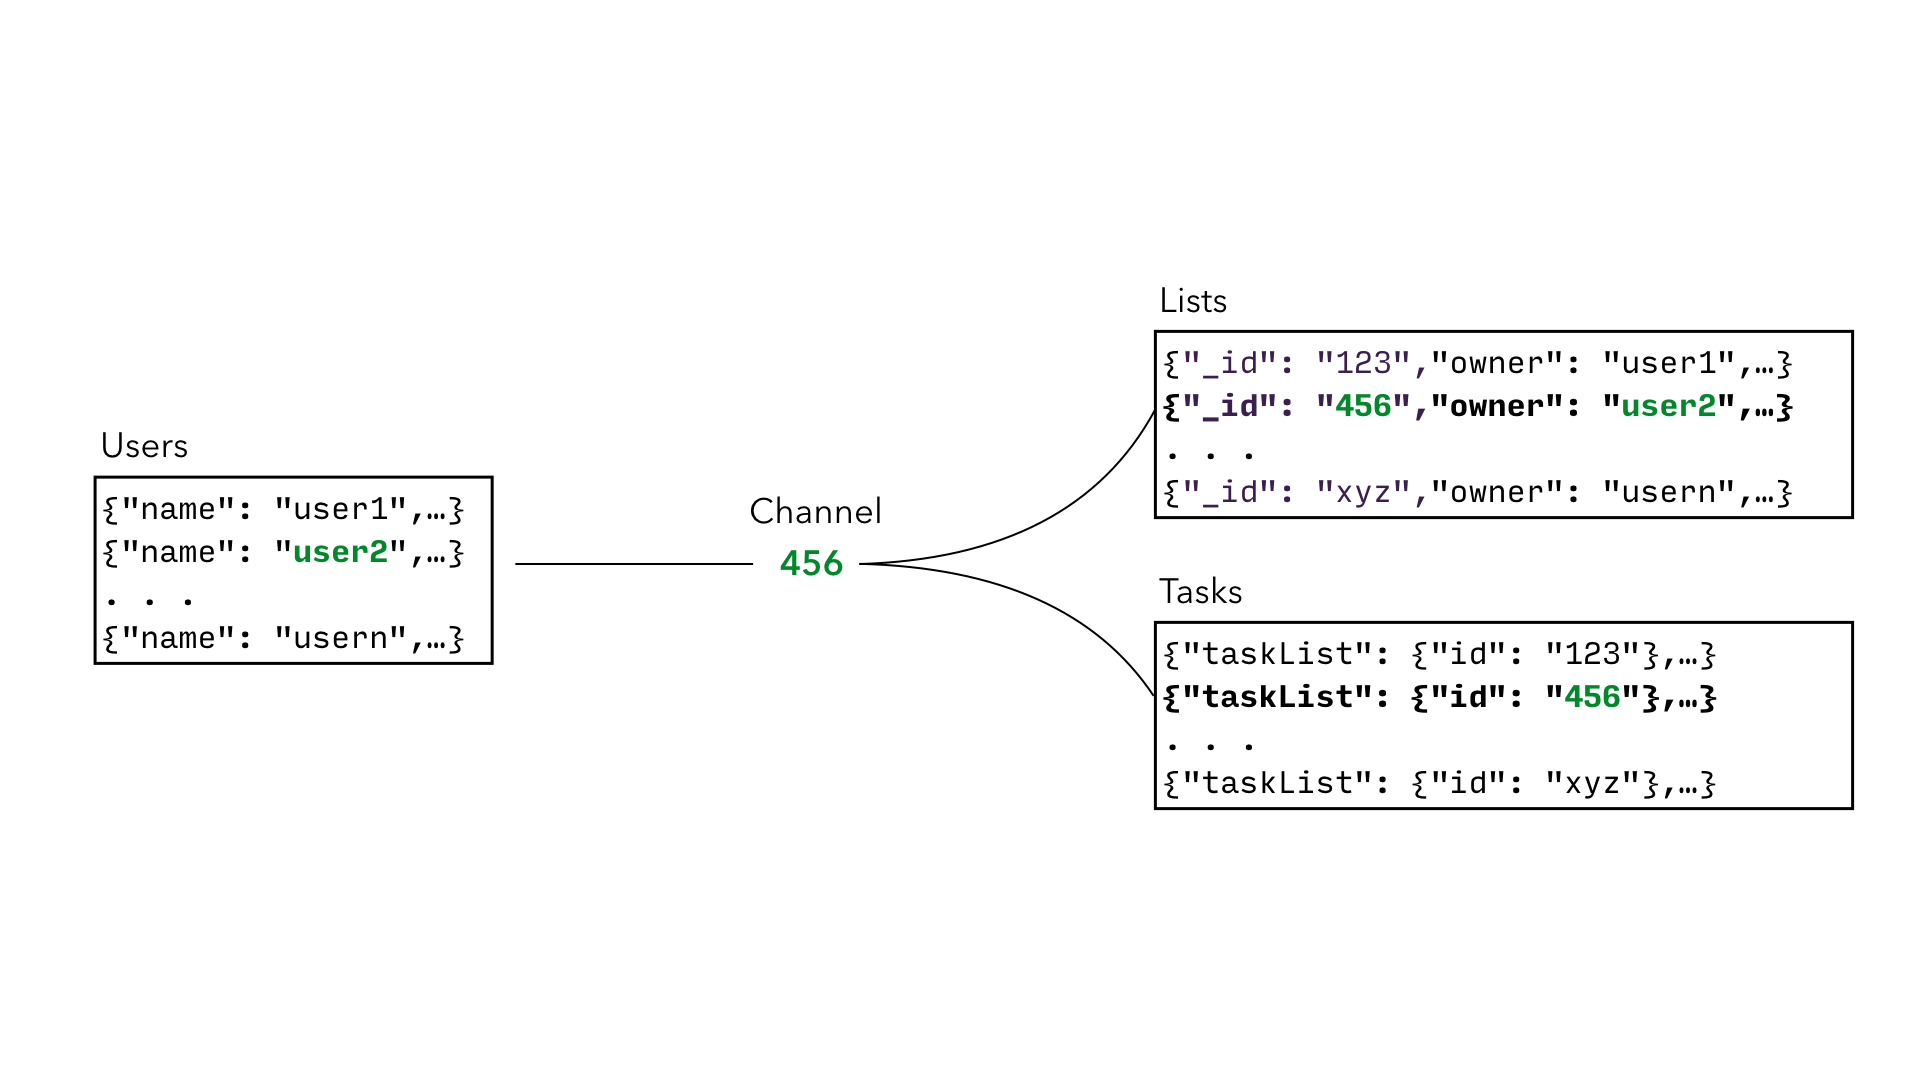 Users
{"name": "user1",…}
{"name": "user2",…}
. . .
{"name": "usern",…}
Channel
456
Lists
{"_id": "123","owner": "user1",…}
{"_id": "456","owner": "user2",…}
. . .
{"_id": "xyz","owner": "usern",…}
Tasks
{"taskList": {"id": "123"},…}
{"taskList": {"id": "456"},…}
. . .
{"taskList": {"id": "xyz"},…}